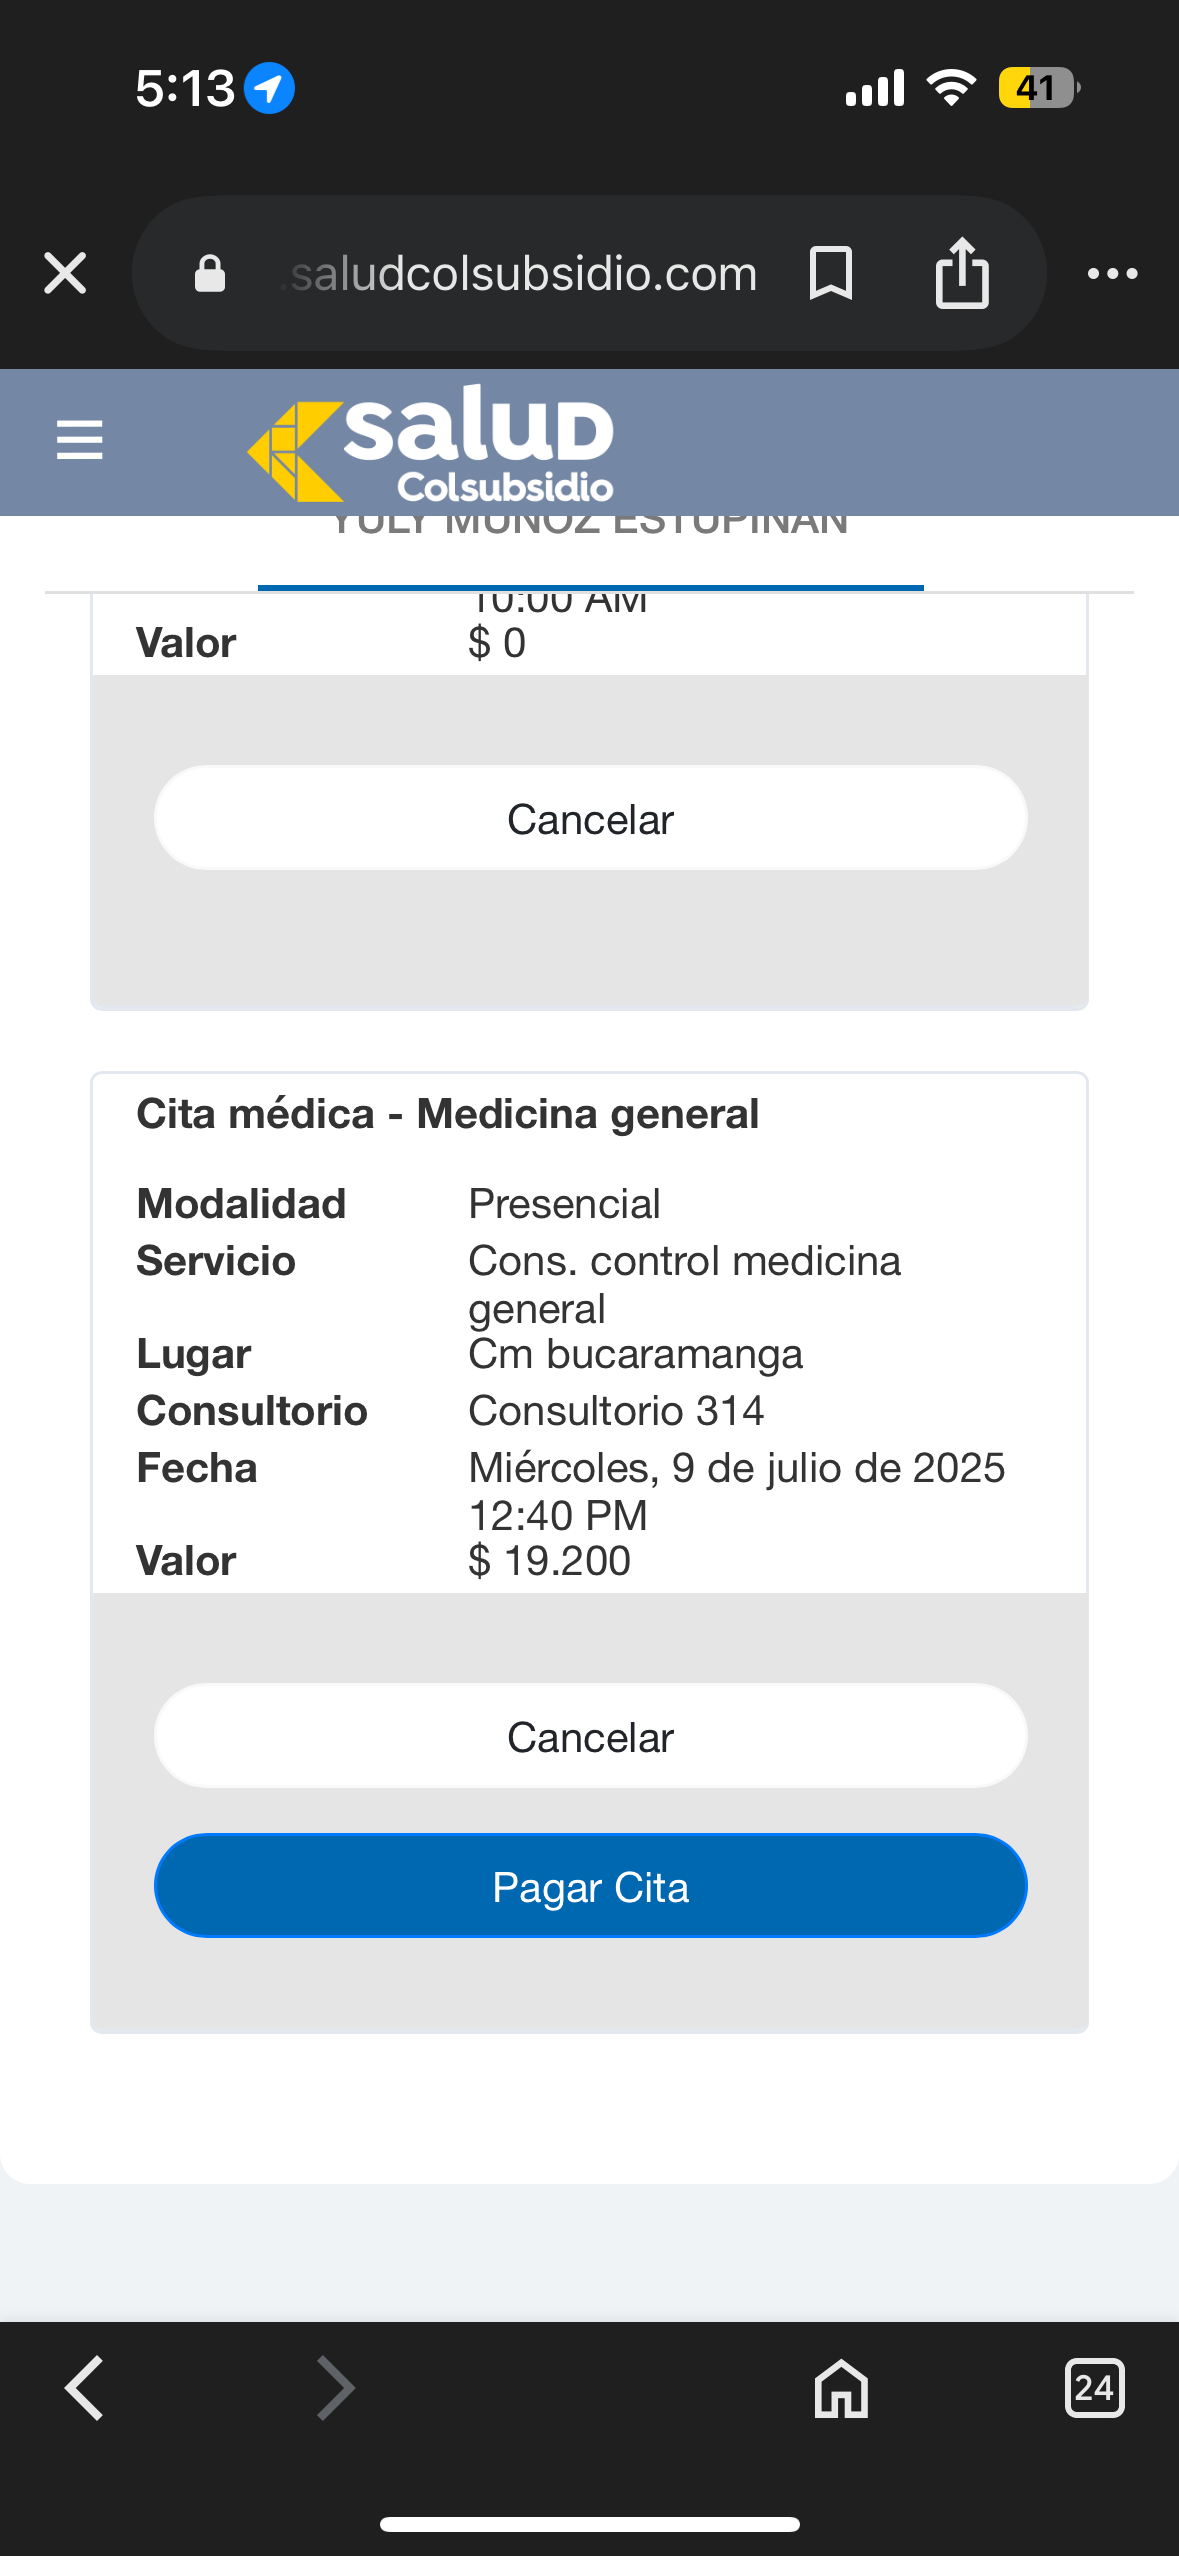 5:13
41
.saludcolsubsidio.com
salud
Colsubsidio
YULY MUÑOZ ESTUPIÑAN
10:00 AM
Valor $ 0
Cancelar
Cita médica - Medicina general
Modalidad Presencial
Servicio Cons. control medicina
general
Lugar Cm bucaramanga
Consultorio Consultorio 314
Fecha Miércoles, 9 de julio de 2025
12:40 PM
Valor $ 19.200
Cancelar
Pagar Cita
24